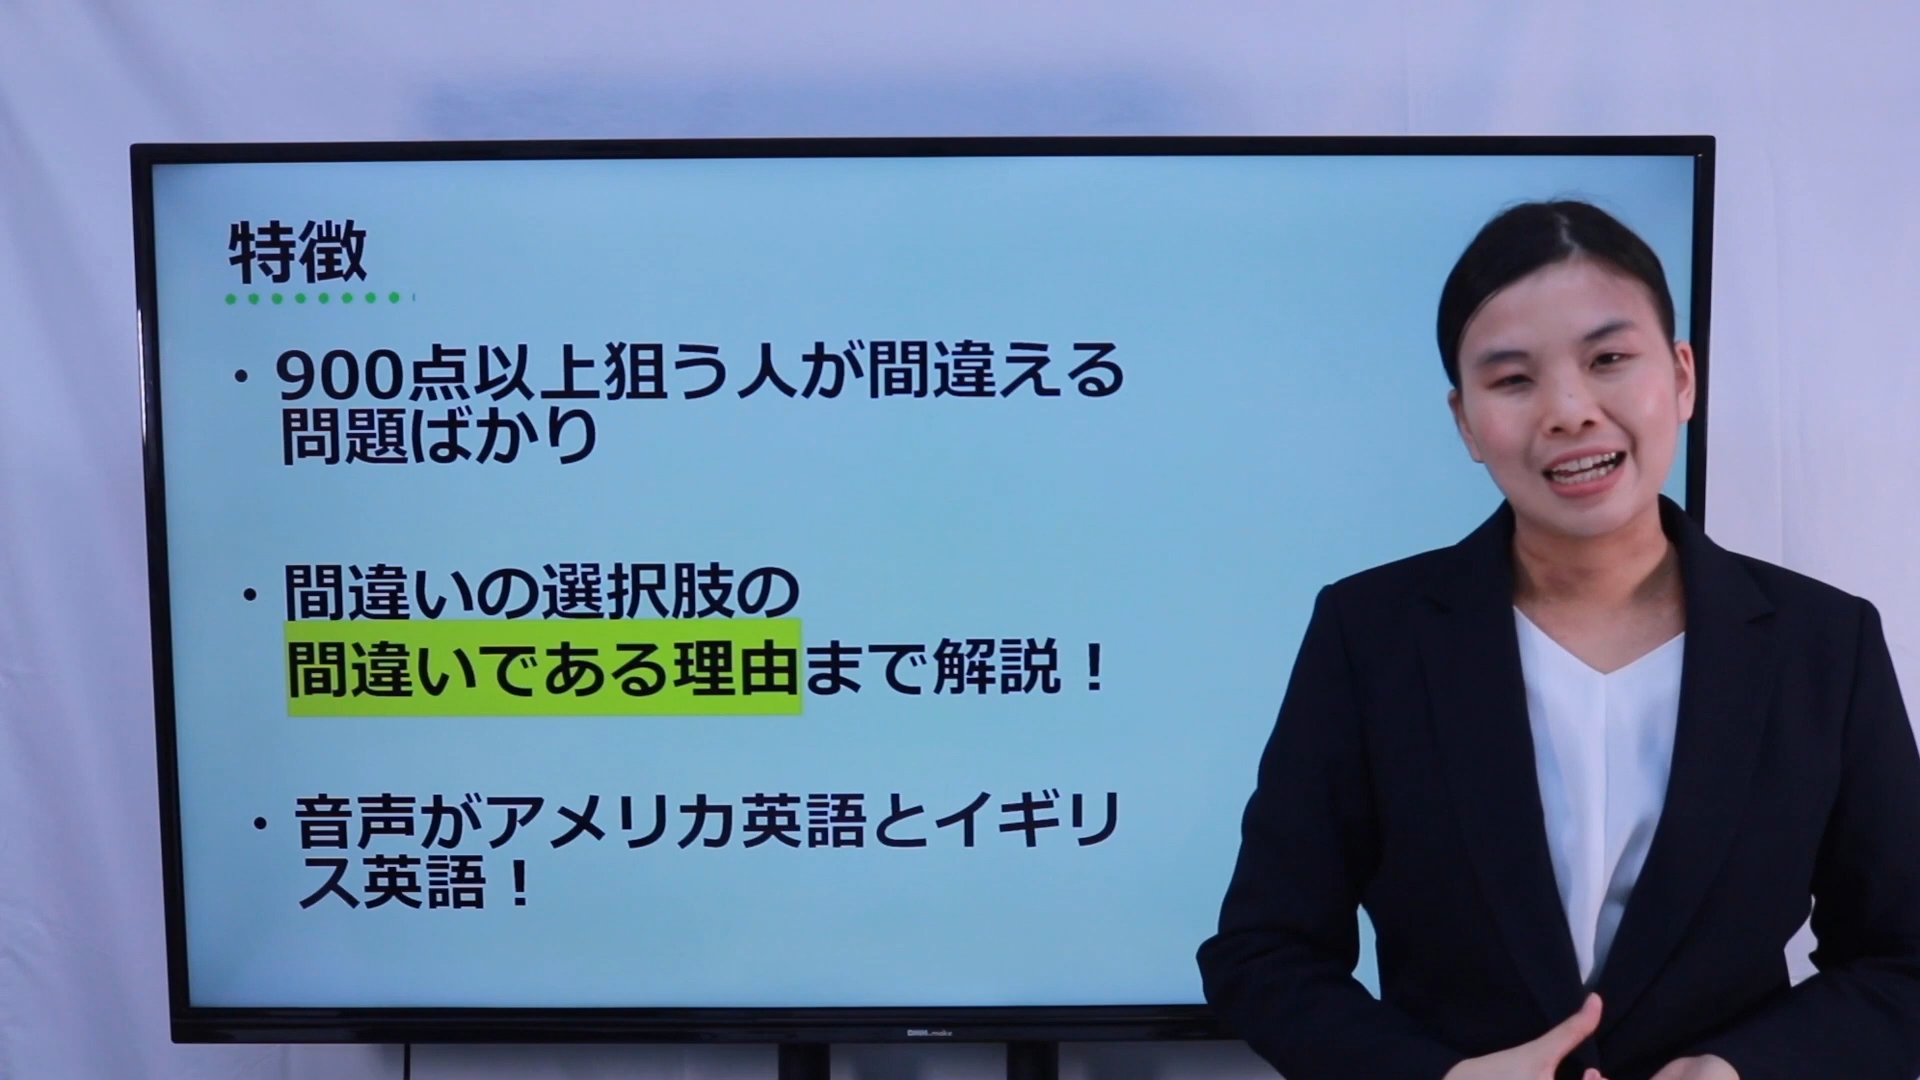 特徴
・900点以上狙う人が間違える
問題ばかり
・間違いの選択肢の
間違いである理由まで解説！
・音声がアメリカ英語とイギリ
ス英語！
DMM.make